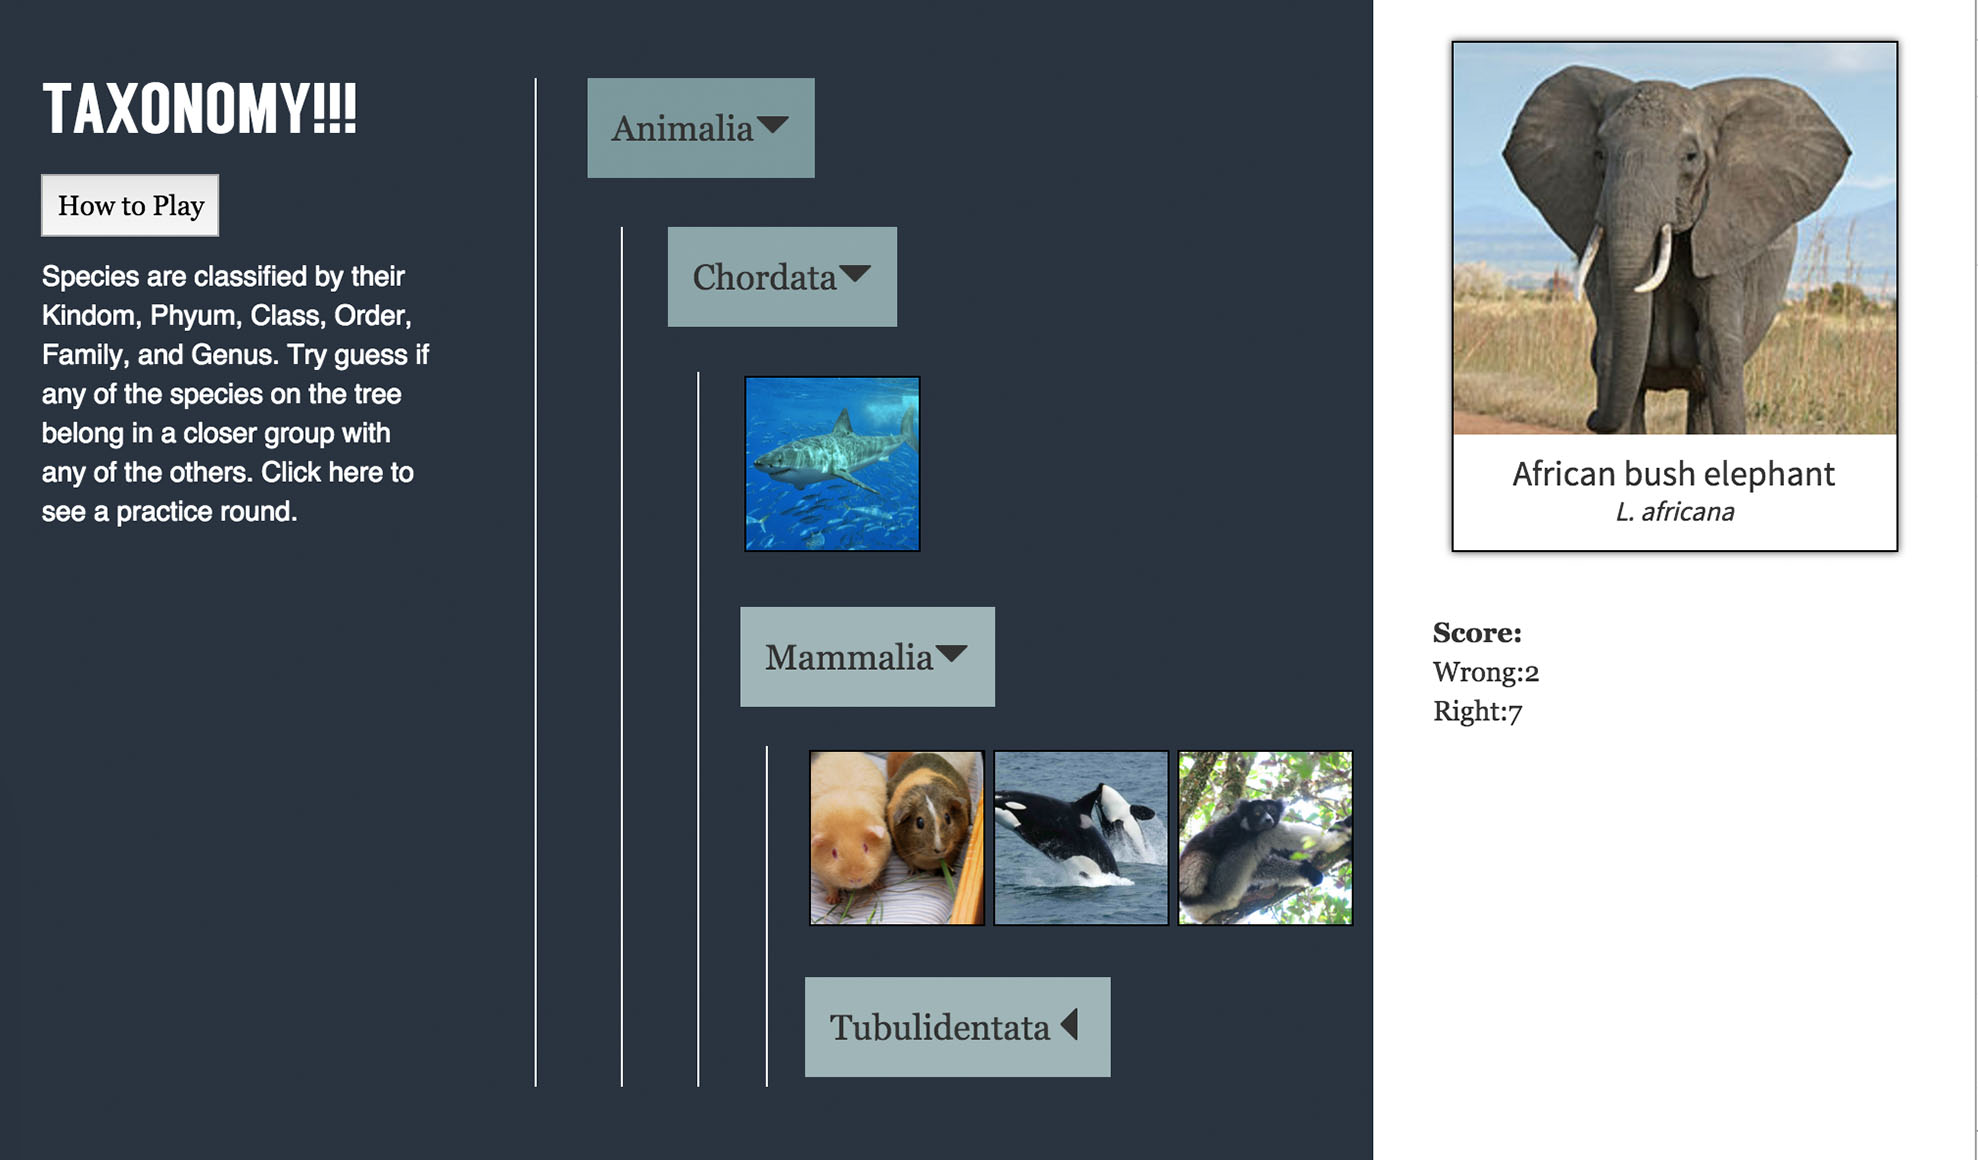 TAXONOMY!!!
How to Play
Species are classified by their
Kindom, Phyum, Class, Order,
Family, and Genus. Try guess if
any of the species on the tree
belong in a closer group with
any of the others. Click here to
see a practice round.
Animalia
Chordata
Mammalia
Tubulidentata
African bush elephant
L. africana
Score:
Wrong:2
Right:7